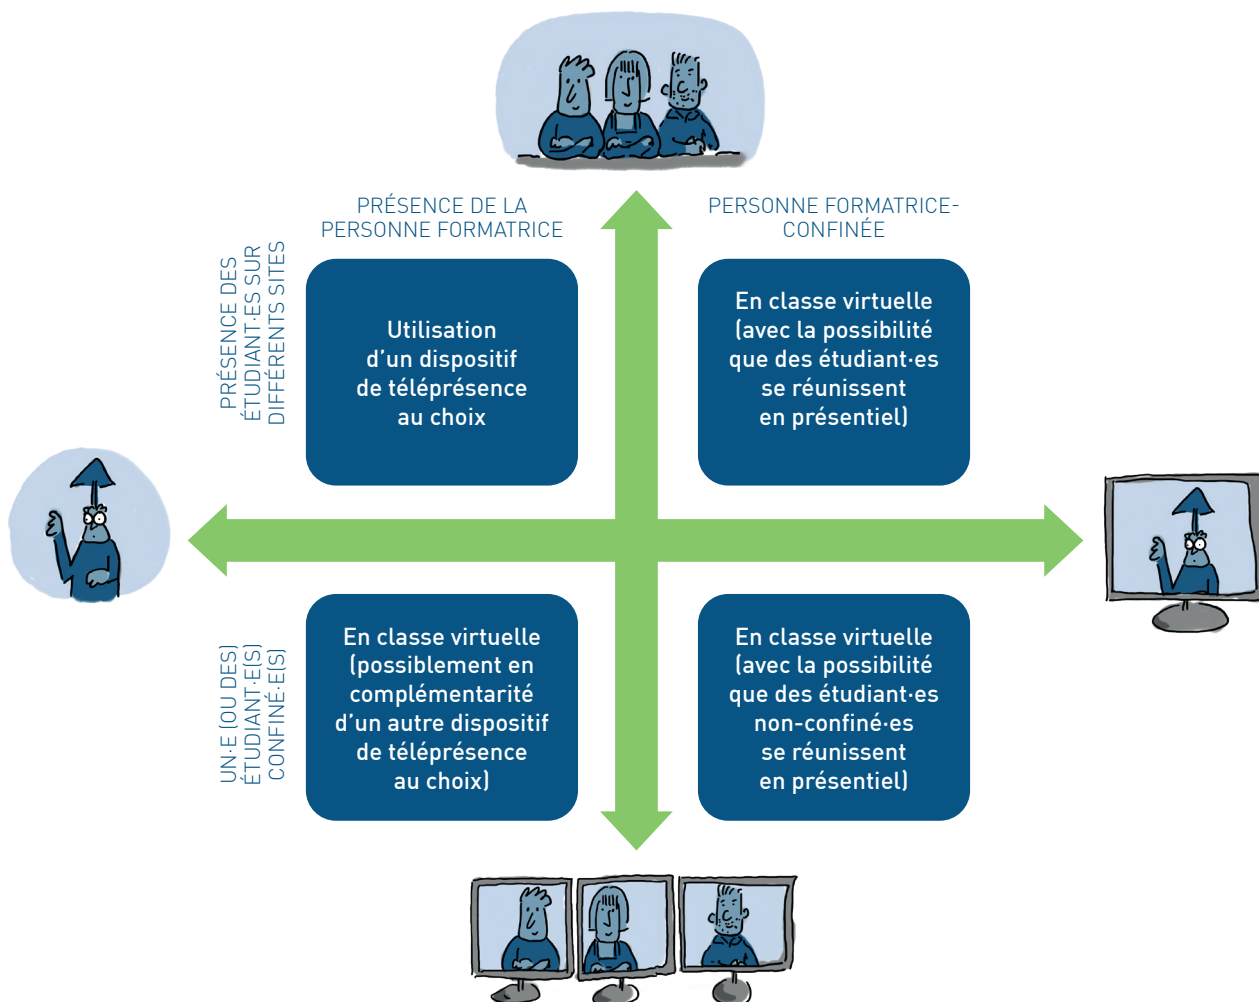 PRÉSENCE DE LA
PERSONNE FORMATRICE
PERSONNE FORMATRICE-
CONFINÉE
PRÉSENCE DES
ÉTUDIANT·ES SUR
DIFFÉRENTS SITES
Utilisation
d'un dispositif
de téléprésence
au choix
En classe virtuelle
(avec la possibilité
que des étudiant·es
se réunissent
en présentiel)
UN·E (OU DES)
ÉTUDIANT·E(S)
CONFINÉ·E(S)
En classe virtuelle
(possiblement en
complémentarité
d'un autre dispositif
de téléprésence
au choix)
En classe virtuelle
(avec la possibilité
que des étudiant·es
non-confiné·es
se réunissent
en présentiel)